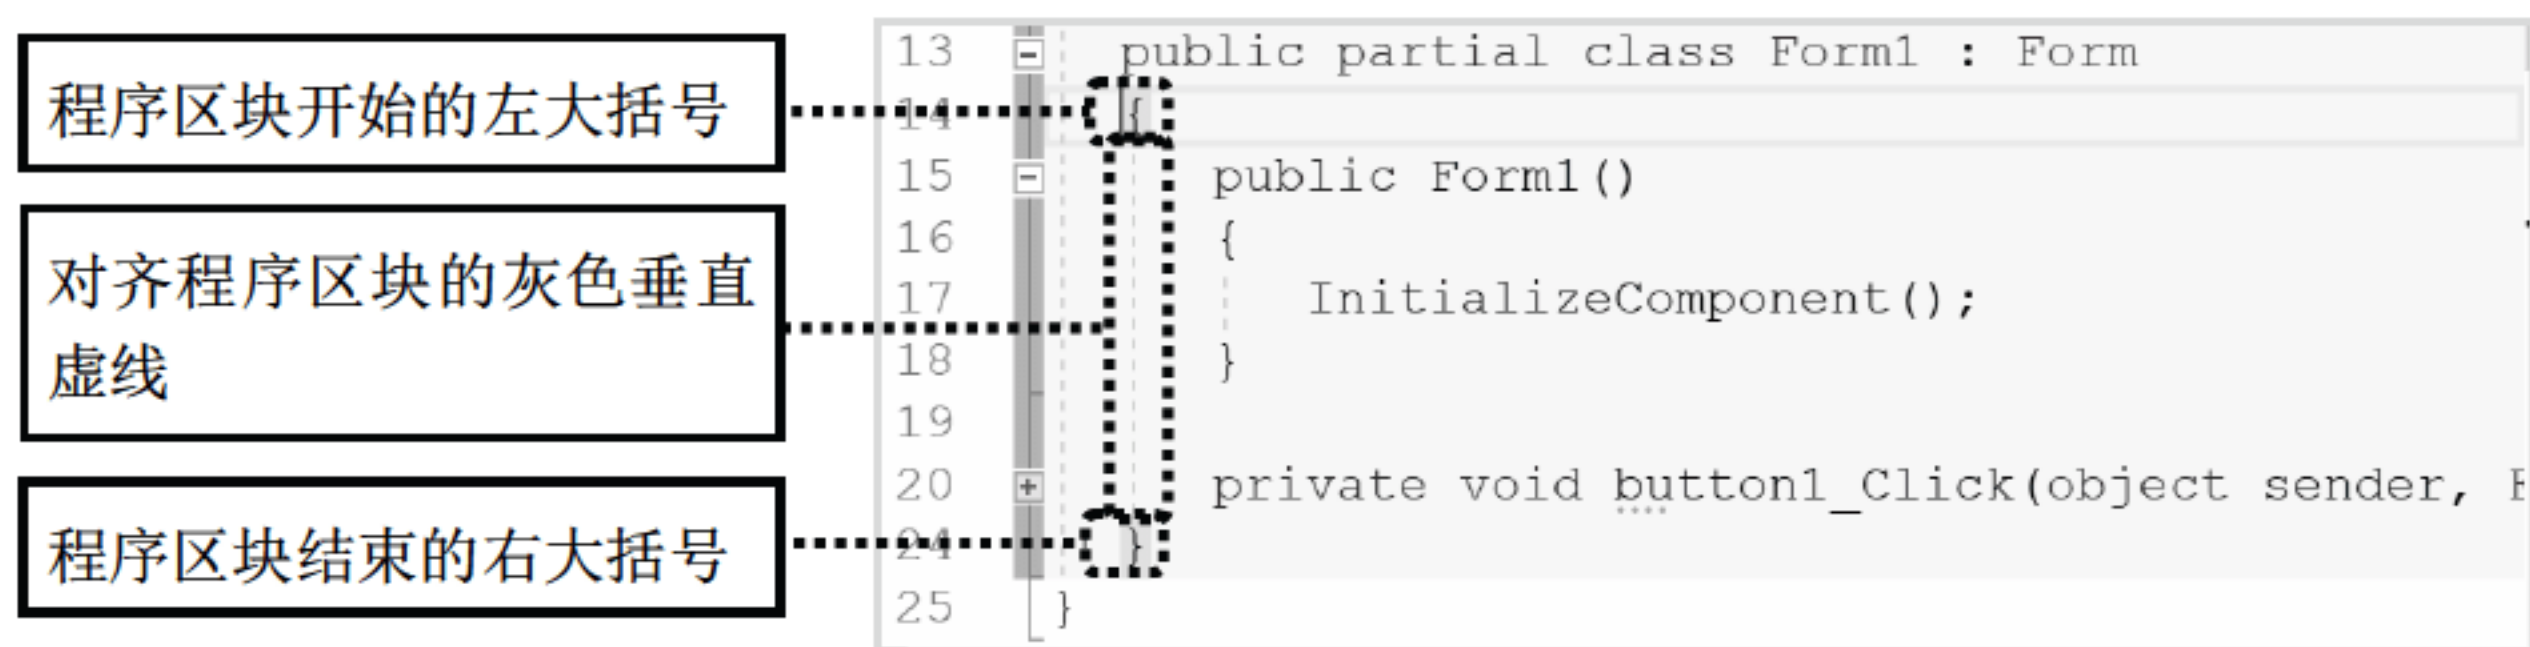 程序区块开始的左大括号
对齐程序区块的灰色垂直
虚线
程序区块结束的右大括号
13 public partial class Form1 : Form
14 {
15 public Form1()
16 {
17 InitializeComponent();
18 }
19
20 private void button1_Click(object sender,
24 }
25 }